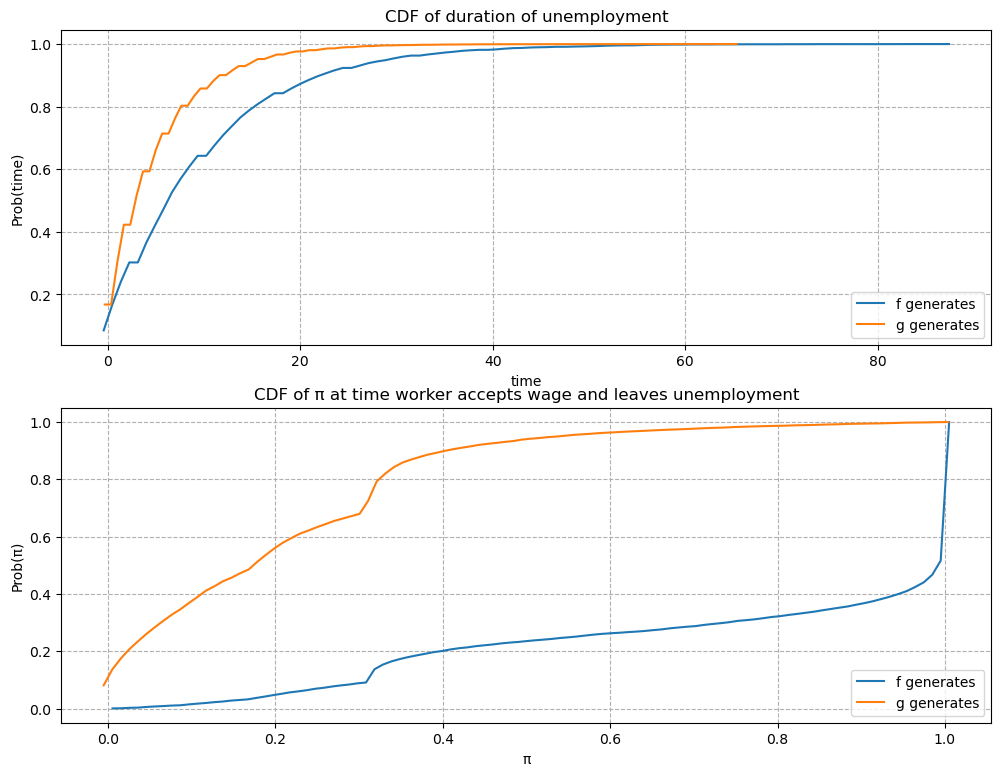 CDF of duration of unemployment
1.0
0.8
0.6
0.4
0.2
Prob(time)
f generates
g generates
0
20
40
60
80
time
CDF of π at time worker accepts wage and leaves unemployment
1.0
0.8
0.6
0.4
0.2
0.0
Prob(π)
f generates
g generates
0.0
0.2
0.4
0.6
0.8
1.0
π